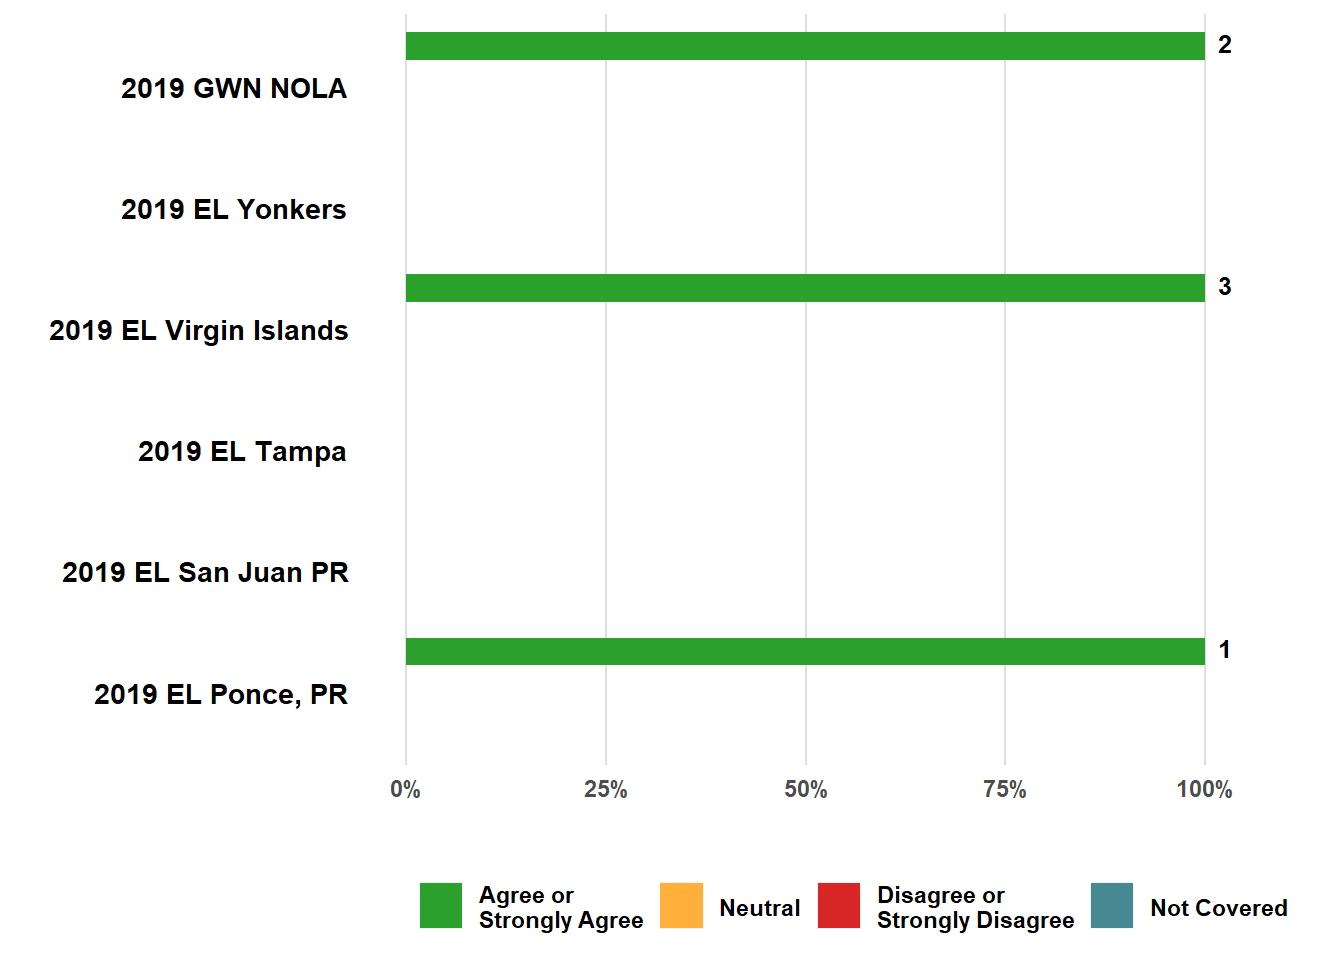 2
2019 GWN NOLA
2019 EL Yonkers
3
2019 EL Virgin Islands
2019 EL Tampa
2019 EL San Juan PR
1
2019 EL Ponce, PR
0% 25% 50% 75% 100%
Agree or
Strongly Agree
Neutral
Disagree or
Strongly Disagree
Not Covered